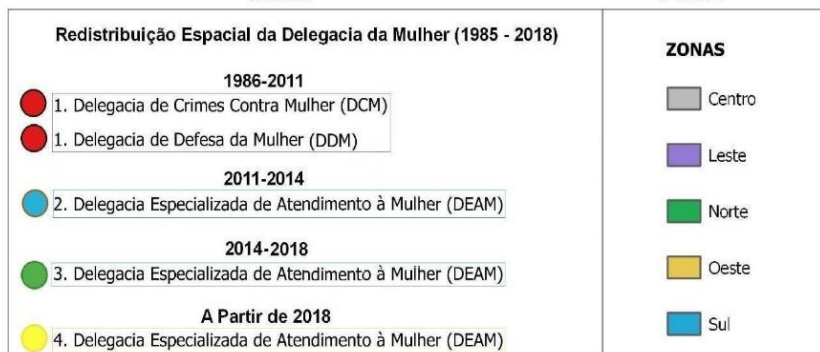 Redistribuição Espacial da Delegacia da Mulher (1985 - 2018)
1986-2011
1. Delegacia de Crimes Contra Mulher (DCM)
1. Delegacia de Defesa da Mulher (DDM)
2011-2014
2. Delegacia Especializada de Atendimento à Mulher (DEAM)
2014-2018
3. Delegacia Especializada de Atendimento à Mulher (DEAM)
A Partir de 2018
4. Delegacia Especializada de Atendimento à Mulher (DEAM)
ZONAS
Centro
Leste
Norte
Oeste
Sul